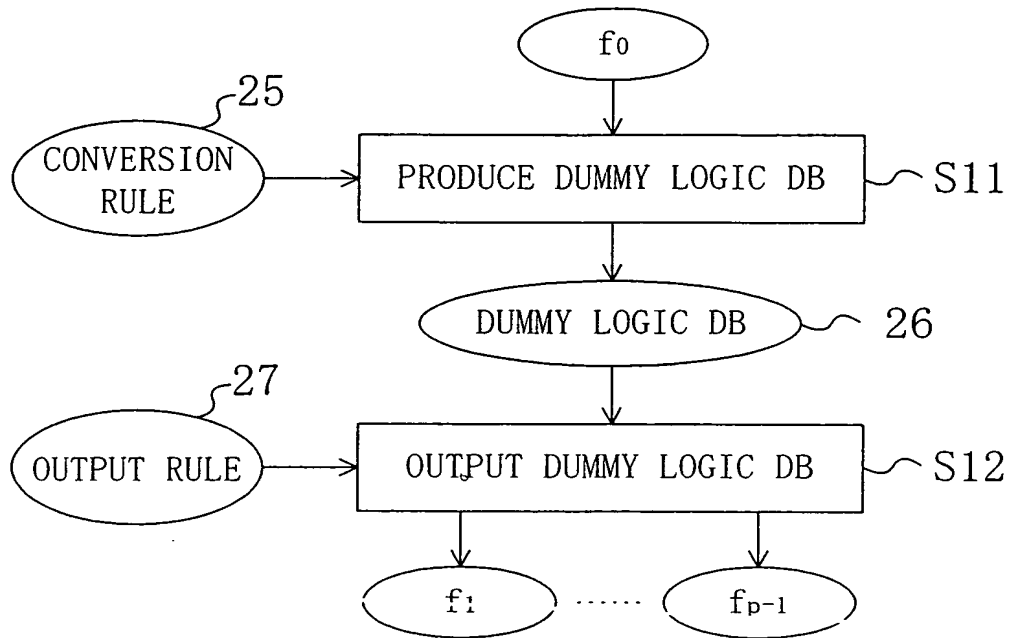 f0
25
CONVERSION
RULE
PRODUCE DUMMY LOGIC DB
S11
DUMMY LOGIC DB
26
27
OUTPUT RULE
OUTPUT DUMMY LOGIC DB
S12
f1 ...... fp-1